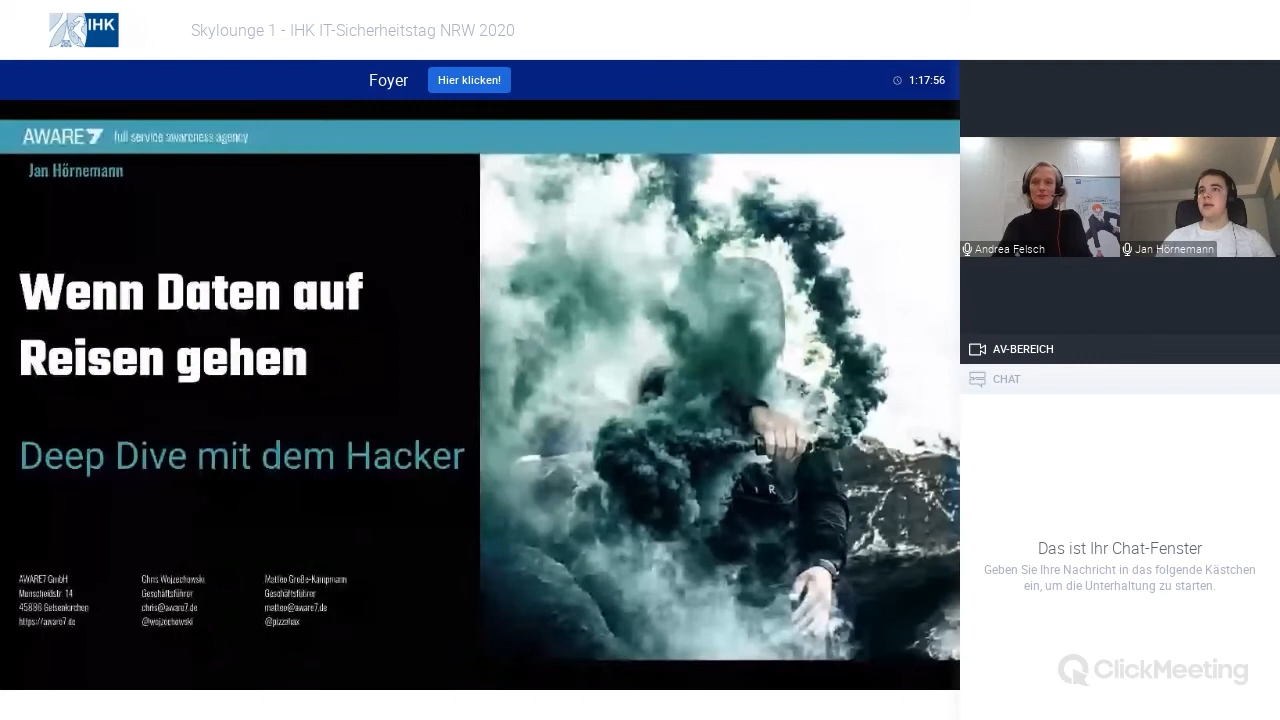 IHK
Skylounge 1 - IHK IT-Sicherheitstag NRW 2020
Foyer
Hier klicken!
1:17:56
AWARE7
full service awareness agency
Jan Hörnemann
Wenn Daten auf
Reisen gehen
Deep Dive mit dem Hacker
AWARE7 GmbH
Munscheidstr. 14
45886 Gelsenkirchen
https://aware7.de
Chris Wojzechowski
Geschäftsführer
chris@aware7.de
@wojzechowski
Matteo Große-Kampmann
Geschäftsführer
matteo@aware7.de
A I R
Andrea Felsch
Jan Hörnemann
AV-BEREICH
CHAT
Das ist Ihr Chat-Fenster
Geben Sie Ihre Nachricht in das folgende Kästchen
ein, um die Unterhaltung zu starten.
ClickMeeting